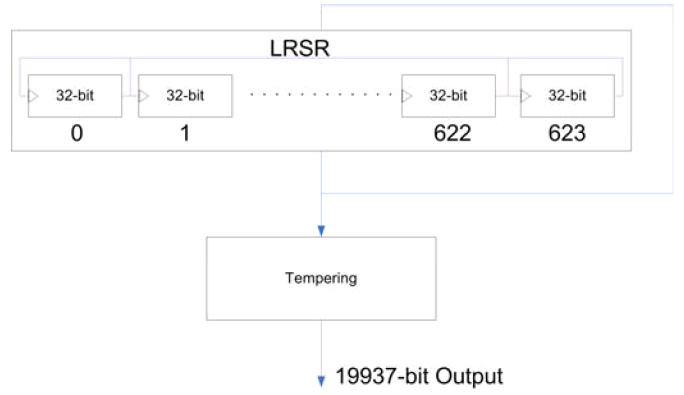 LRSR
32-bit 32-bit . . . . . . . . . . . . . 32-bit 32-bit
0 1 622 623
Tempering
19937-bit Output